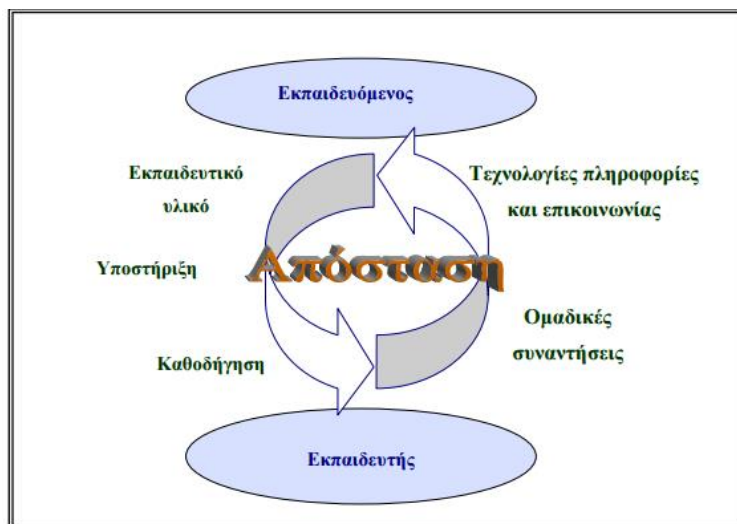 Εκπαιδευόμενος
Εκπαιδευτικό
υλικό
Τεχνολογίες πληροφορίες
και επικοινωνίας
Υποστήριξη
Απόσταση
Ομαδικές
συναντήσεις
Καθοδήγηση
Εκπαιδευτής